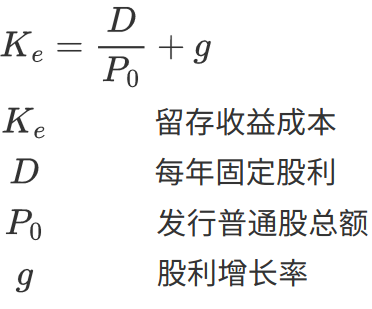 K_e = D / P_0 + g
K_e 留存收益成本
D 每年固定股利
P_0 发行普通股总额
g 股利增长率